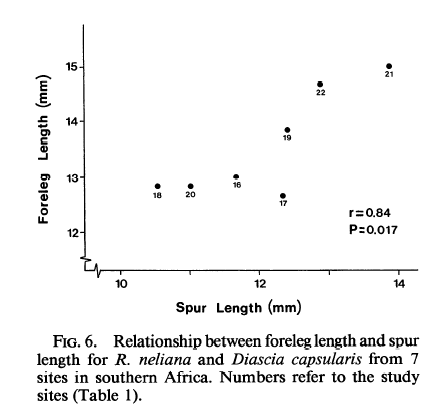 Foreleg Length (mm)
15
14
13
12
21
22
19
18
20
16
17
r=0.84
P=0.017
10
12
14
Spur Length (mm)
FIG. 6. Relationship between foreleg length and spur
length for R. neliana and Diascia capsularis from 7
sites in southern Africa. Numbers refer to the study
sites (Table 1).